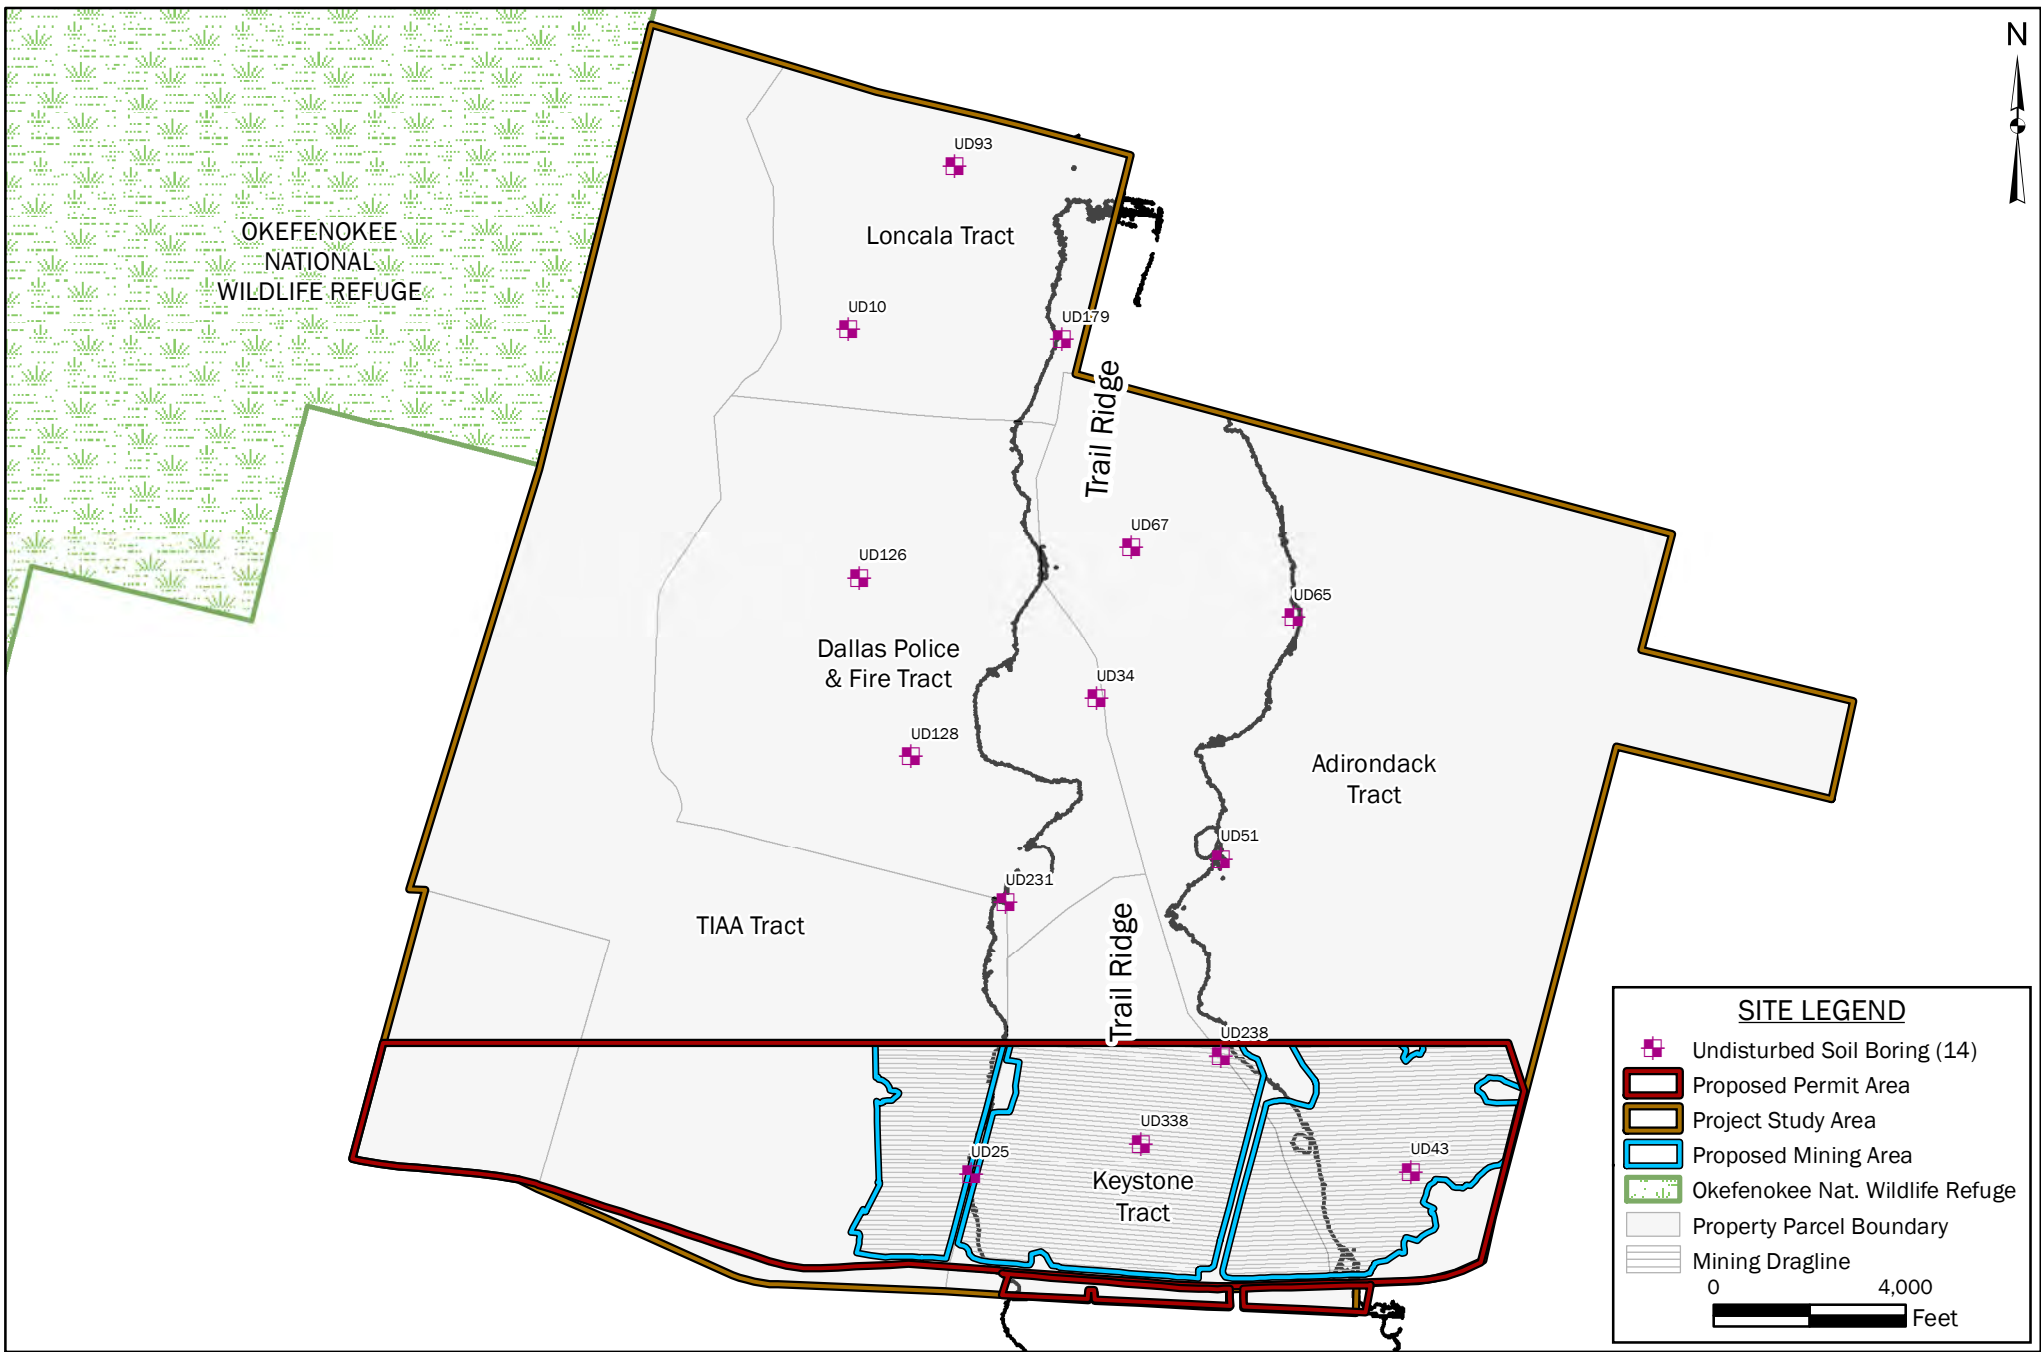 N
UD93
OKEFENOKEE
NATIONAL
WILDLIFE REFUGE
Loncala Tract
UD10
UD179
Trail Ridge
UD67
UD126
UD65
Dallas Police
& Fire Tract
UD34
UD128
Adirondack
Tract
UD51
UD231
TIAA Tract
Trail Ridge
UD238
UD338
UD25
UD43
Keystone
Tract
SITE LEGEND
Undisturbed Soil Boring (14)
Proposed Permit Area
Project Study Area
Proposed Mining Area
Okefenokee Nat. Wildlife Refuge
Property Parcel Boundary
Mining Dragline
0 4,000
Feet